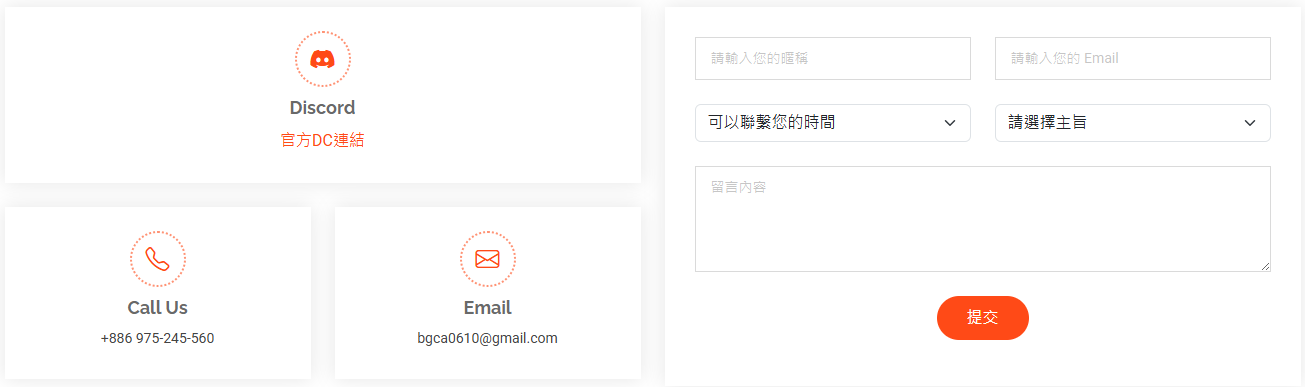 Discord
官方DC連結
Call Us
+886 975-245-560
Email
bgca0610@gmail.com
請輸入您的暱稱
請輸入您的 Email
可以聯繫您的時間
請選擇主旨
留言內容
提交